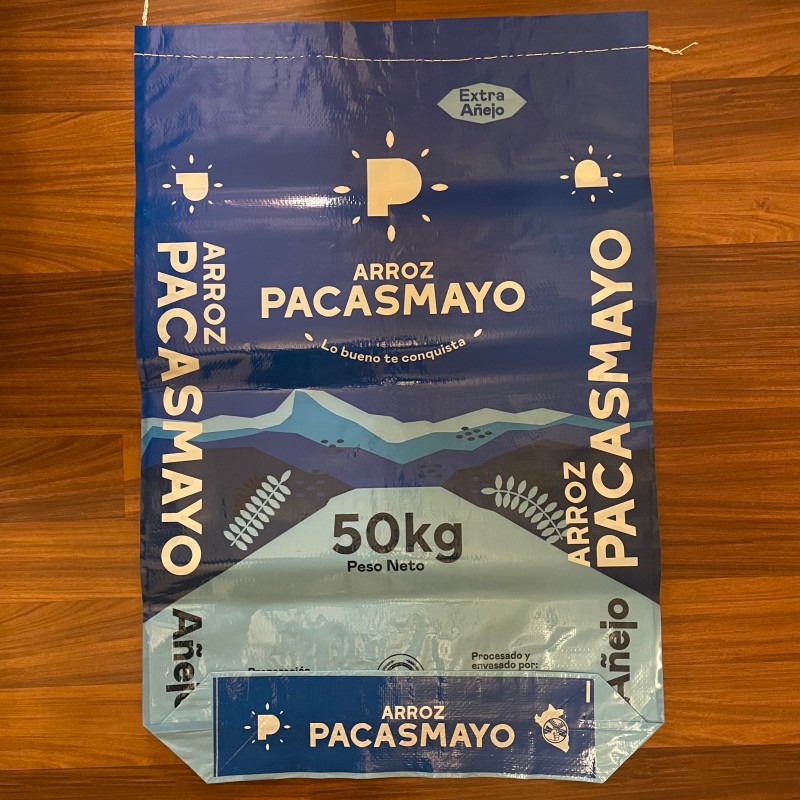 Extra
Añejo
P
P
P
ARROZ
PACASMAYO
Lo bueno te conquista
ARROZ
PACASMAYO
Añejo
ARROZ
PACASMAYO
Añejo
50kg
Peso Neto
Preparación
Procesado y
envasado por:
P
ARROZ
PACASMAYO